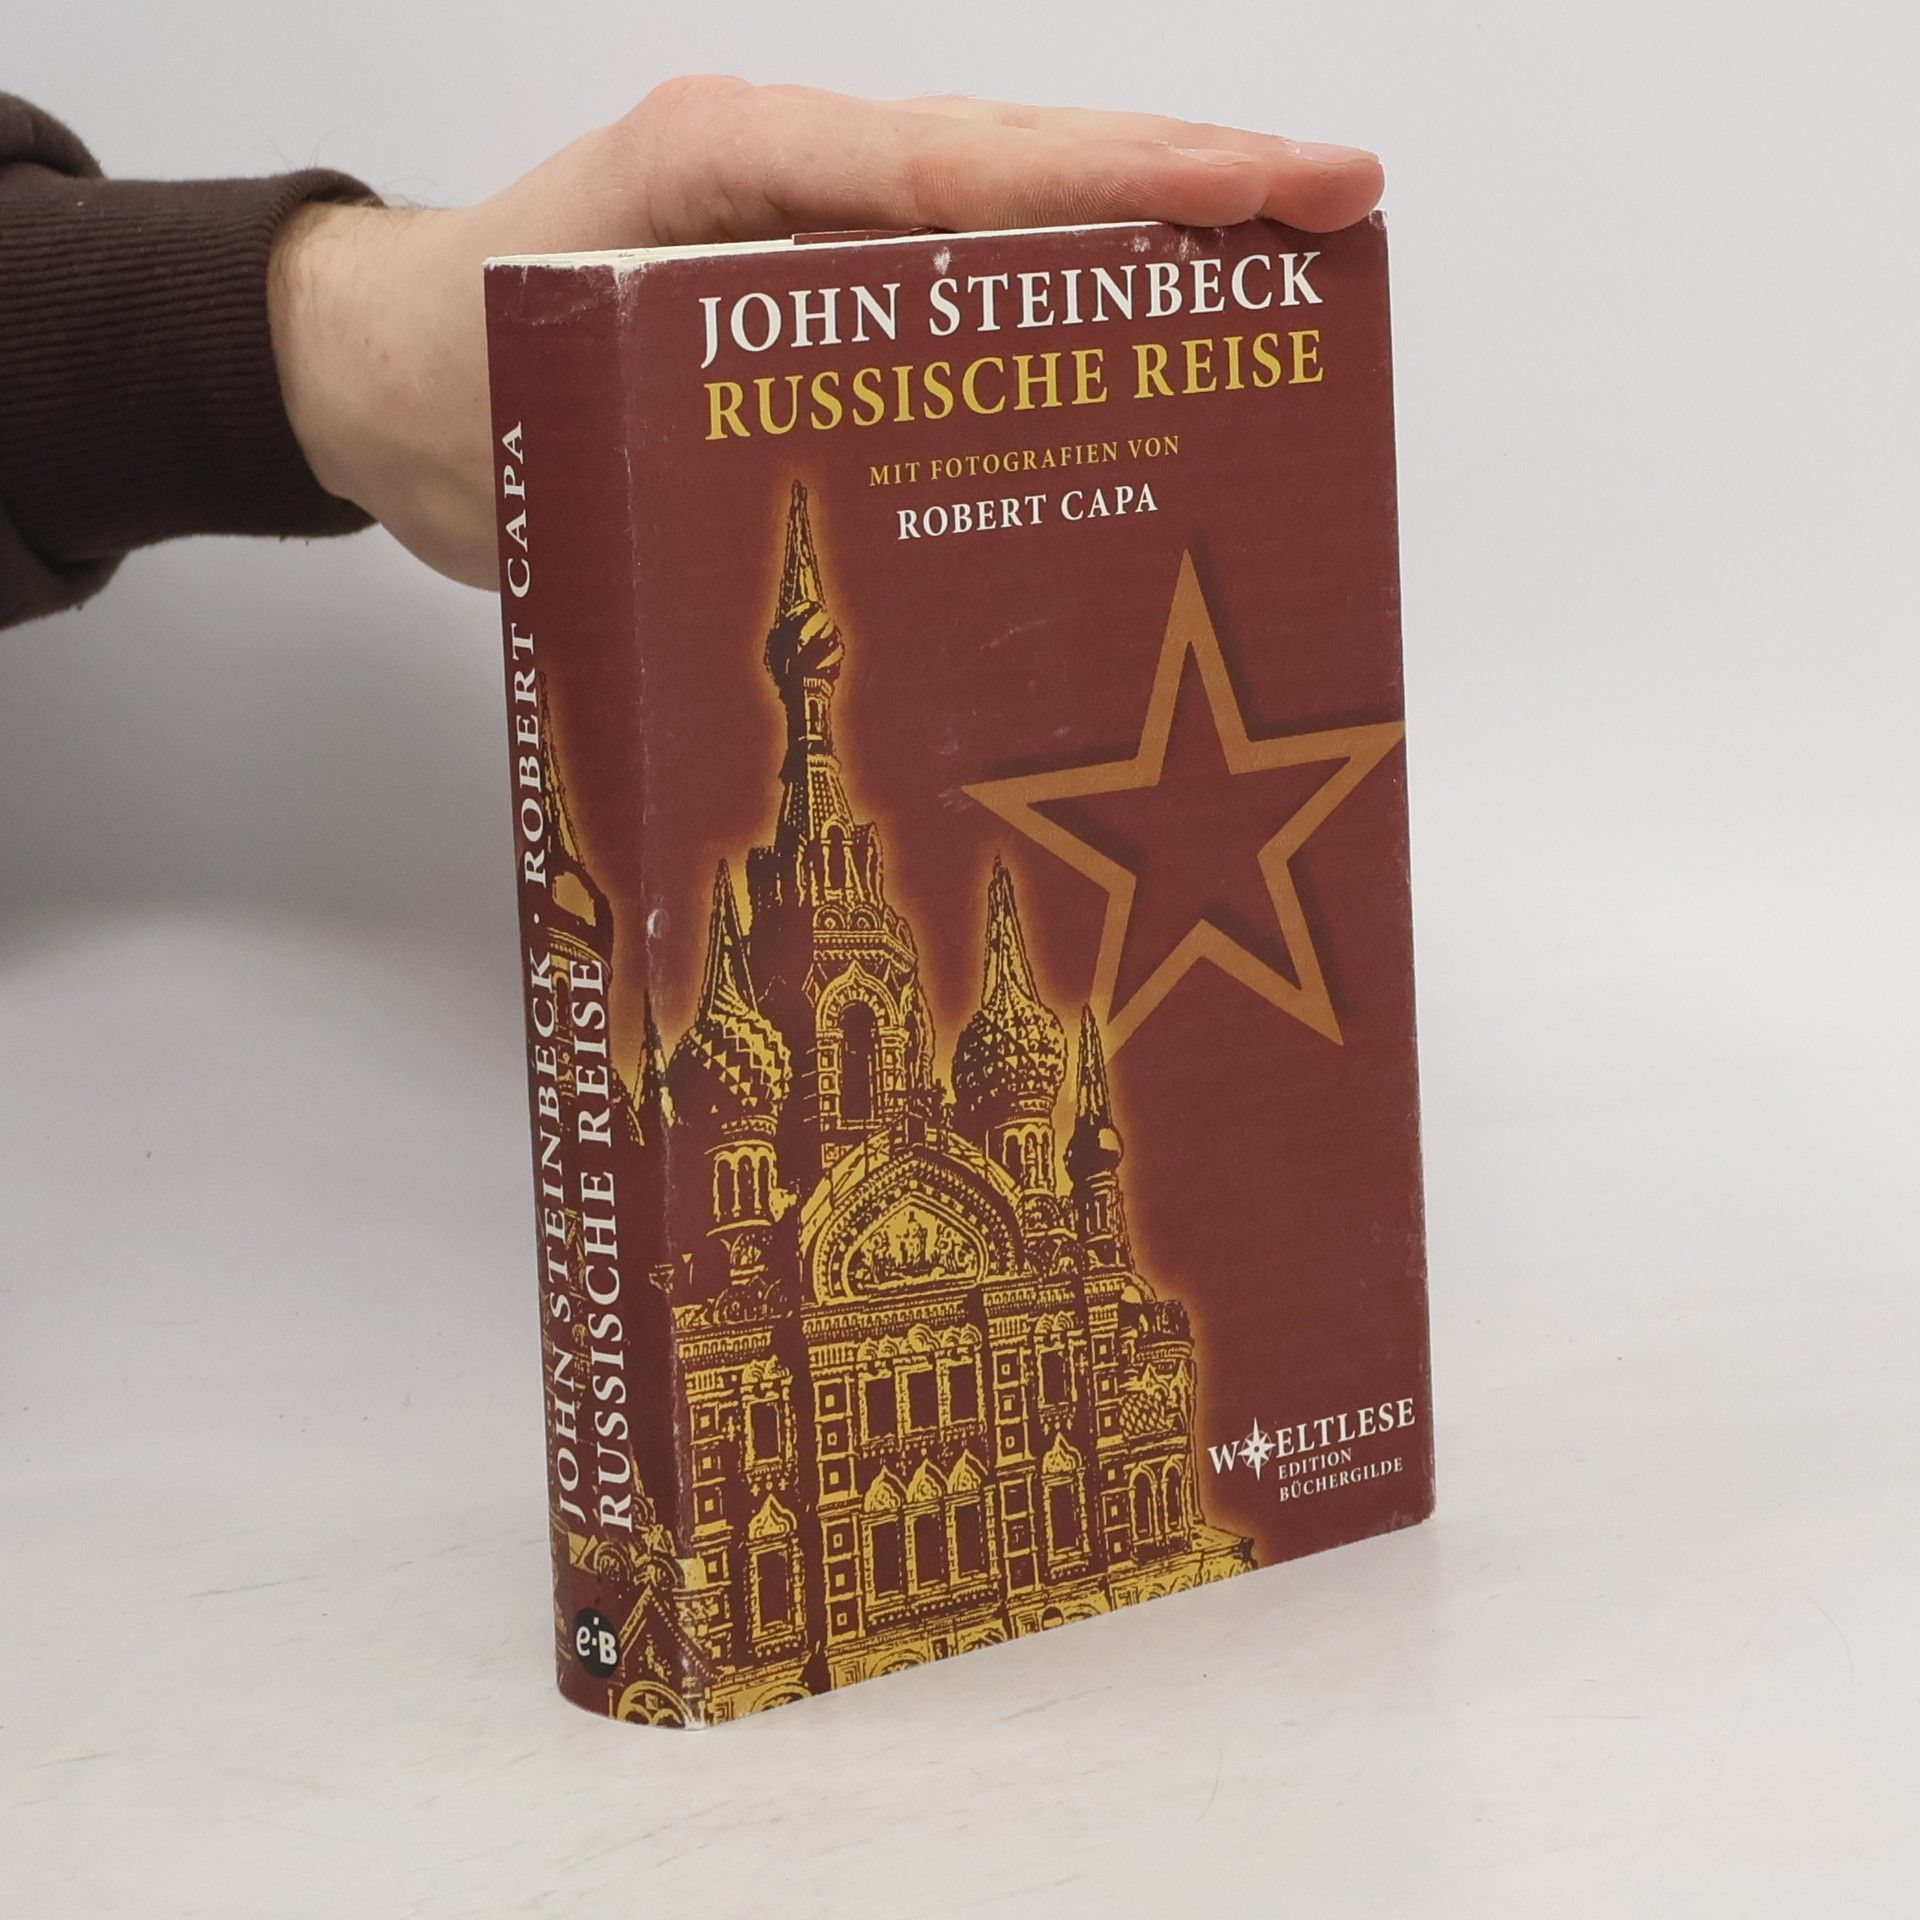 JOHN STEINBECK
RUSSISCHE REISE
MIT FOTOGRAFIEN VON
ROBERT CAPA
WELTLESE
EDITION
BÜCHERGILDE
JOHN STEINBECK · ROBERT CAPA
RUSSISCHE REISE
e·B